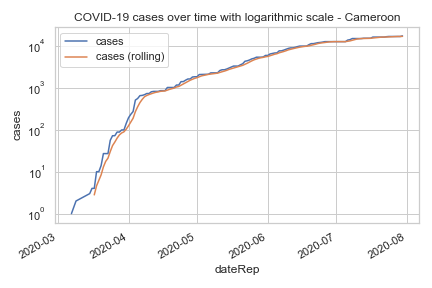 COVID-19 cases over time with logarithmic scale - Cameroon
cases
cases (rolling)
10⁴
10³
10²
10¹
10⁰
cases
2020-03
2020-04
2020-05
2020-06
2020-07
2020-08
dateRep